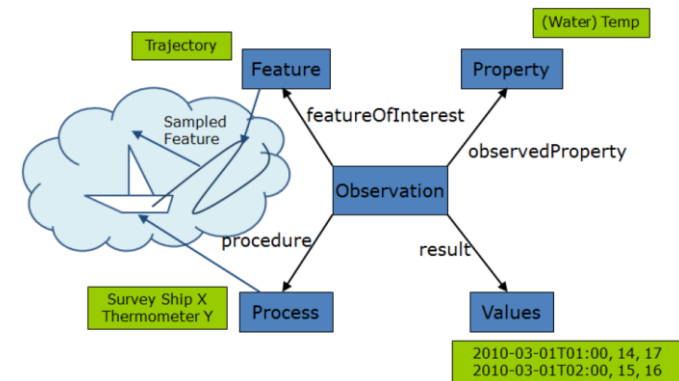 (Water) Temp
Trajectory
Feature
Property
Sampled
Feature
featureOfInterest
observedProperty
Observation
procedure
result
Survey Ship X
Thermometer Y
Process
Values
2010-03-01T01:00, 14, 17
2010-03-01T02:00, 15, 16